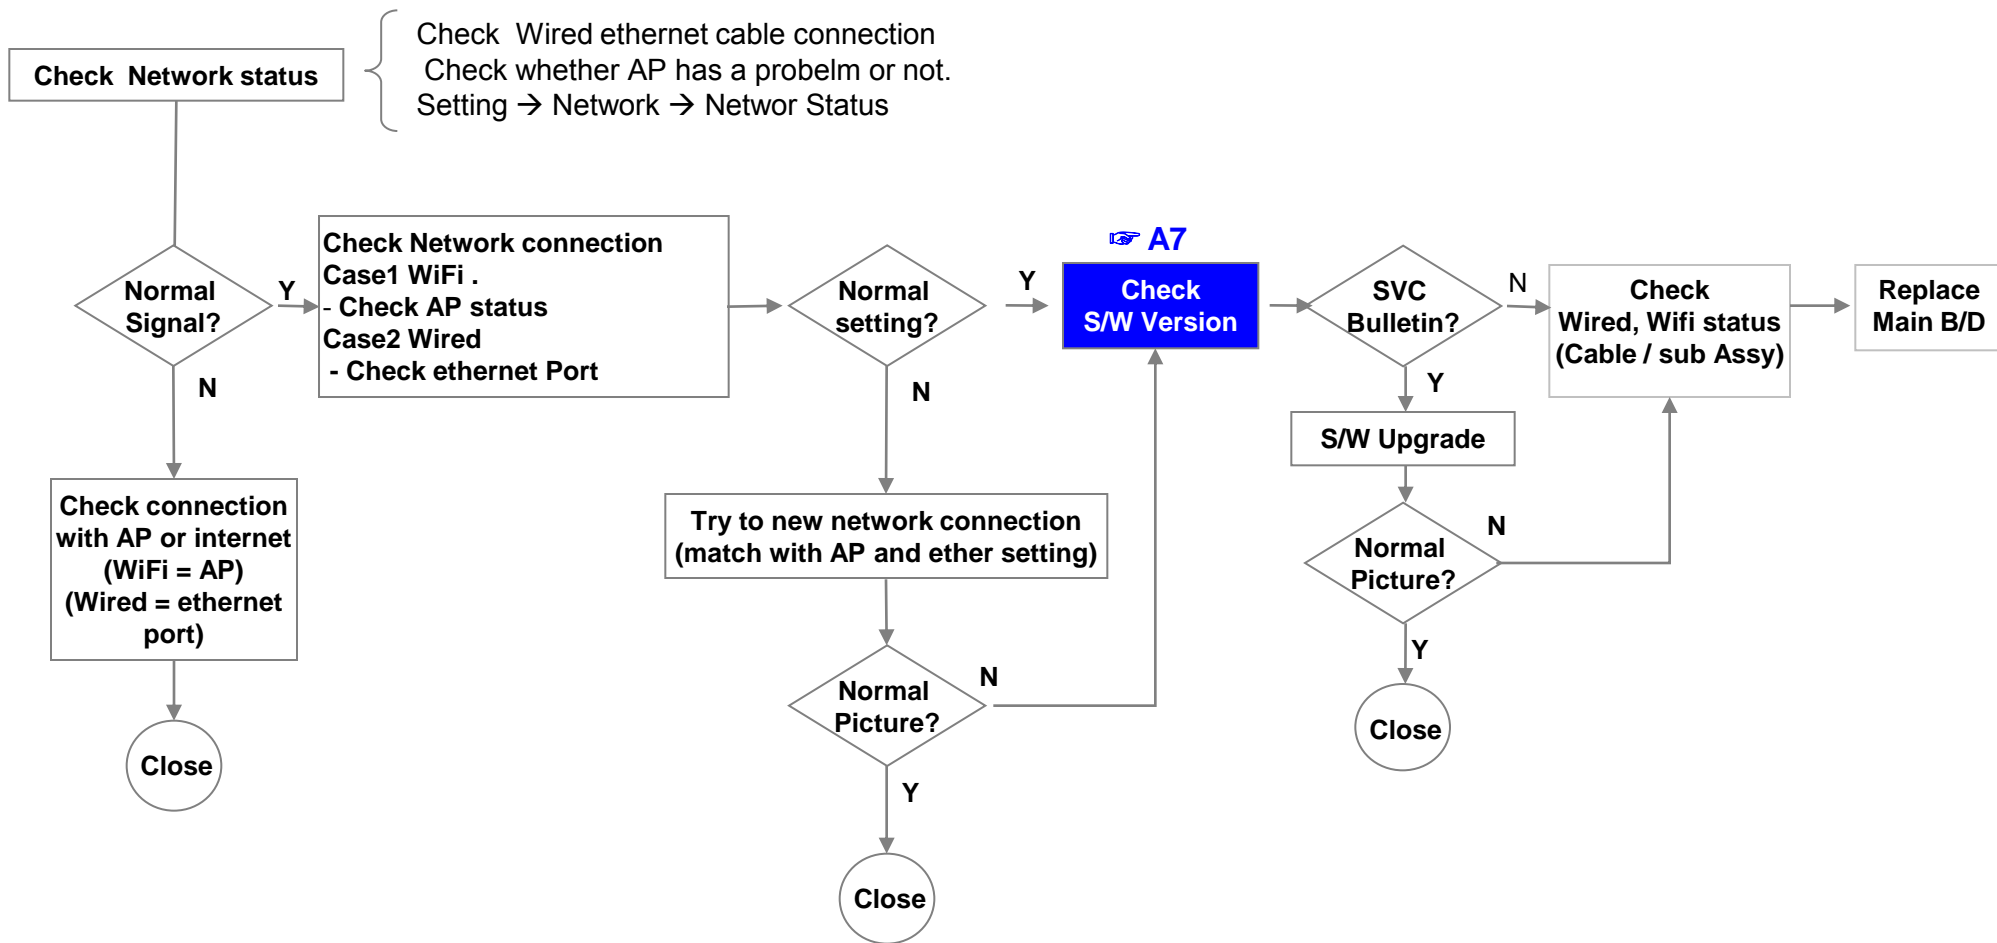 Check Wired ethernet cable connection
Check whether AP has a probelm or not.
Setting → Network → Networ Status
Check Network status
Normal
Signal?
Y
N
Check Network connection
Case1 WiFi .
- Check AP status
Case2 Wired
- Check ethernet Port
Normal
setting?
Y
N
☞ A7
Check
S/W Version
SVC
Bulletin?
N
Y
Check
Wired, Wifi status
(Cable / sub Assy)
Replace
Main B/D
S/W Upgrade
Normal
Picture?
N
Y
Close
Check connection
with AP or internet
(WiFi = AP)
(Wired = ethernet
port)
Close
Try to new network connection
(match with AP and ether setting)
Normal
Picture?
N
Y
Close